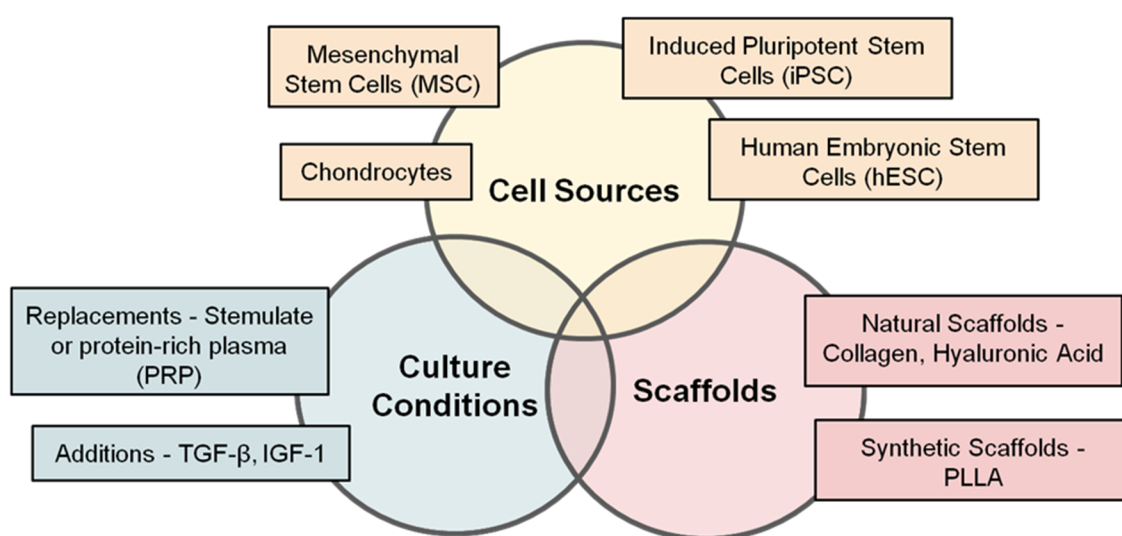 Mesenchymal
Stem Cells (MSC)
Induced Pluripotent Stem
Cells (iPSC)
Chondrocytes
Human Embryonic Stem
Cells (hESC)
Cell Sources
Replacements - Stemulate
or protein-rich plasma
(PRP)
Additions - TGF-β, IGF-1
Culture
Conditions
Scaffolds
Natural Scaffolds -
Collagen, Hyaluronic Acid
Synthetic Scaffolds -
PLLA